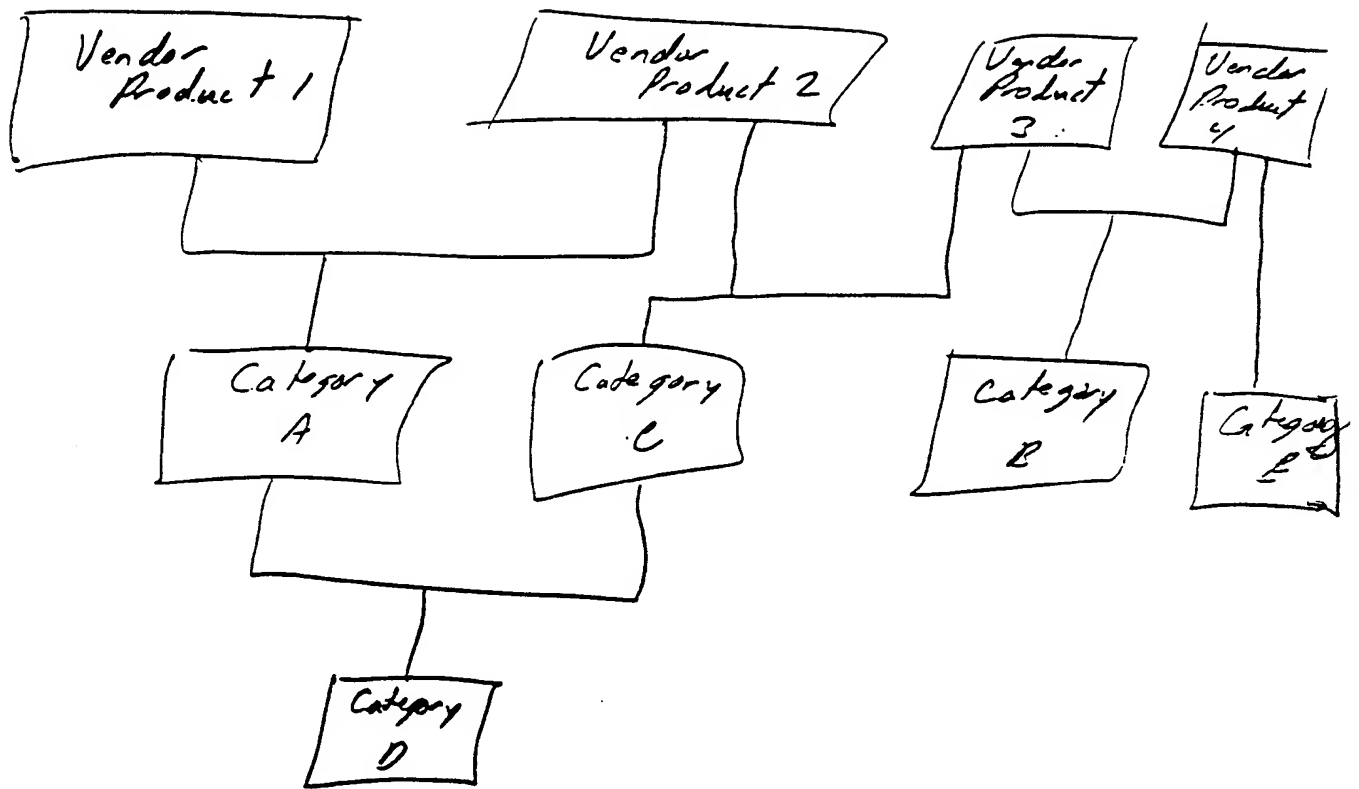 Vendor
Product 1
Vendor
Product 2
Vendor
Product
3
Vendor
Product
4
Category
A
Category
C
Category
B
Category
E
Category
D